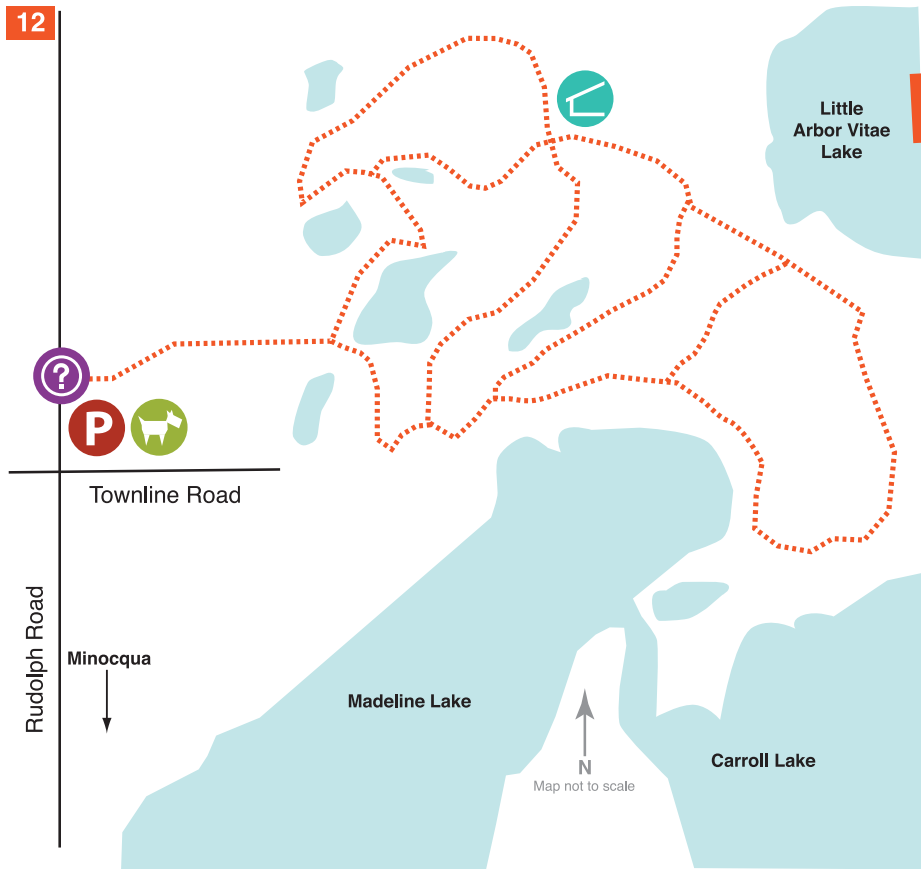 12
Little
Arbor Vitae
Lake
?
P
Townline Road
Rudolph Road
Minocqua
Madeline Lake
N
Map not to scale
Carroll Lake